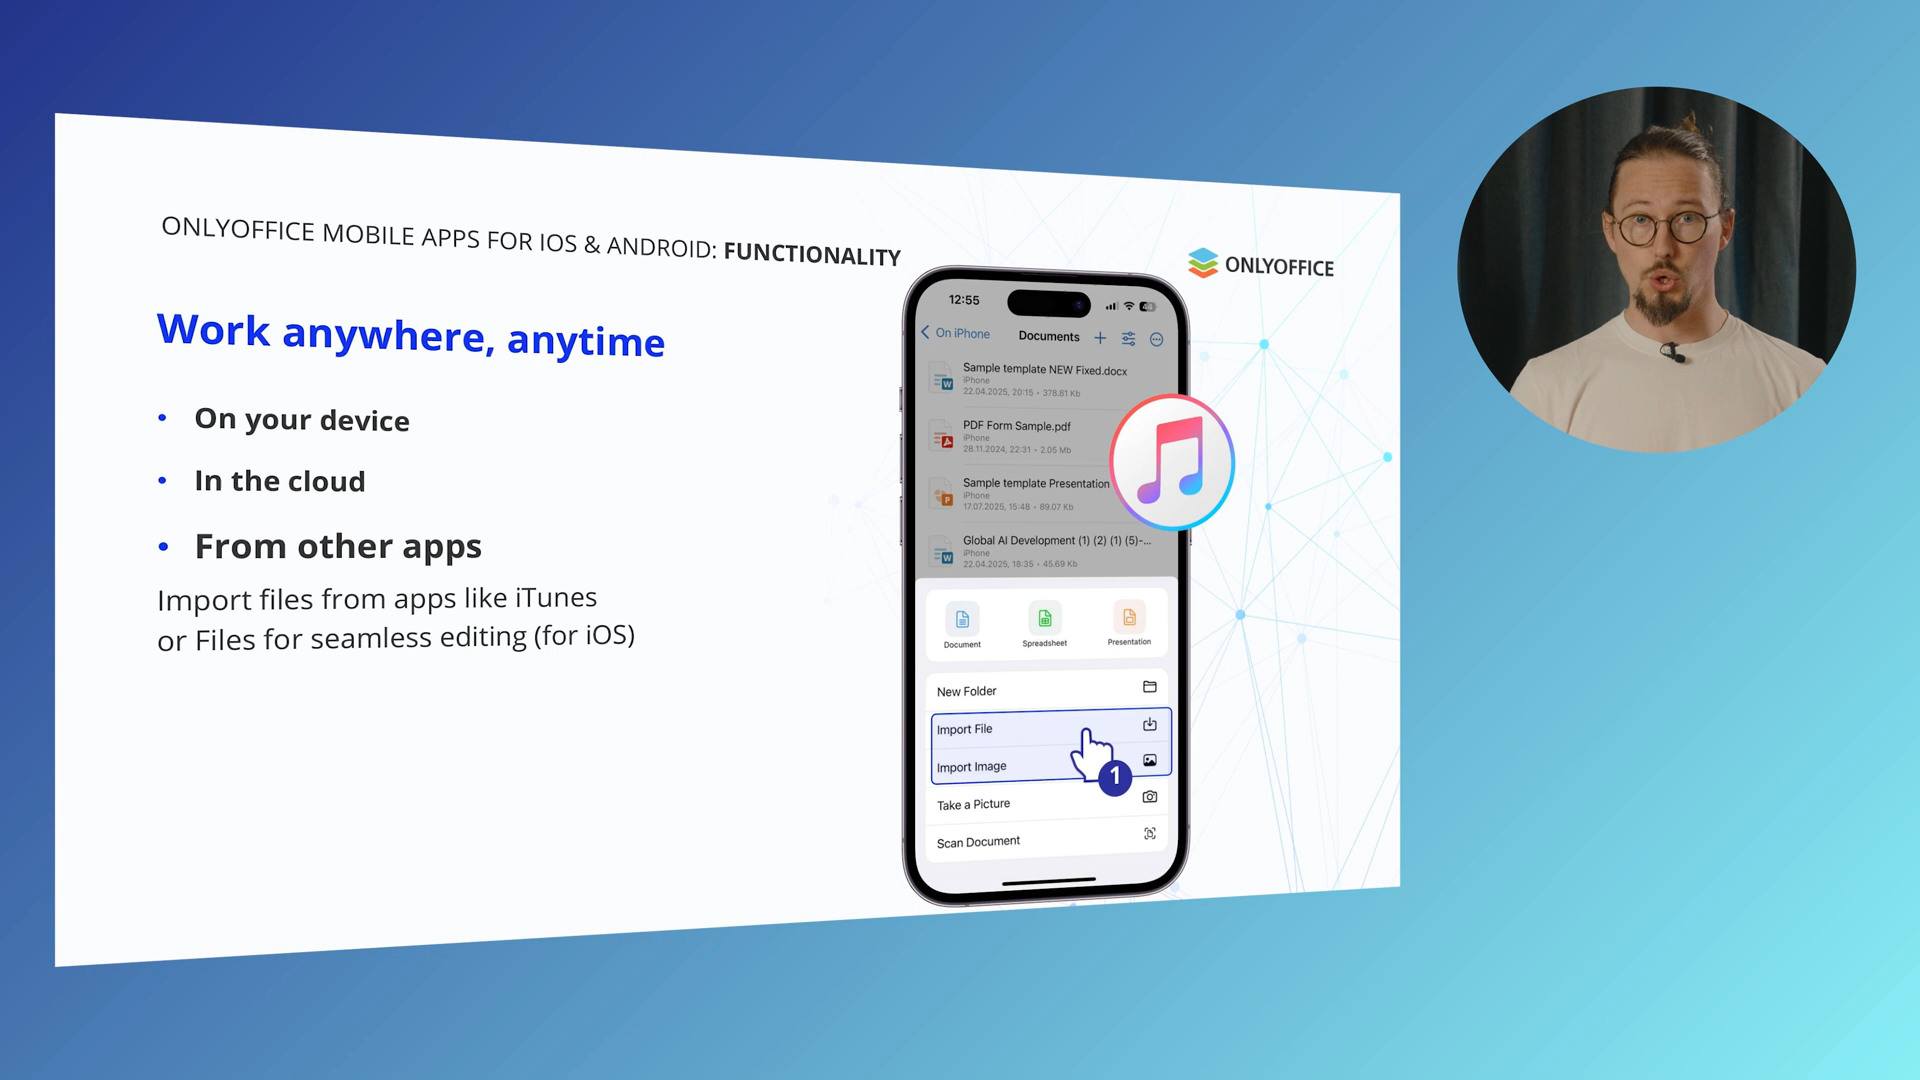 ONLYOFFICE MOBILE APPS FOR IOS & ANDROID: FUNCTIONALITY
ONLYOFFICE
Work anywhere, anytime
• On your device
• In the cloud
• From other apps
Import files from apps like iTunes
or Files for seamless editing (for iOS)
12:55
On iPhone
Documents
Sample template NEW Fixed.docx
iPhone
22.04.2025, 20:15 • 378.81 Kb
PDF Form Sample.pdf
iPhone
28.11.2024, 22:31 • 2.05 Mb
Sample template Presentation
iPhone
17.07.2025, 15:48 • 89.07 Kb
Global AI Development (1) (2) (1) (5)-...
iPhone
22.04.2025, 18:35 • 45.69 Kb
Document
Spreadsheet
Presentation
New Folder
Import File
Import Image
1
Take a Picture
Scan Document